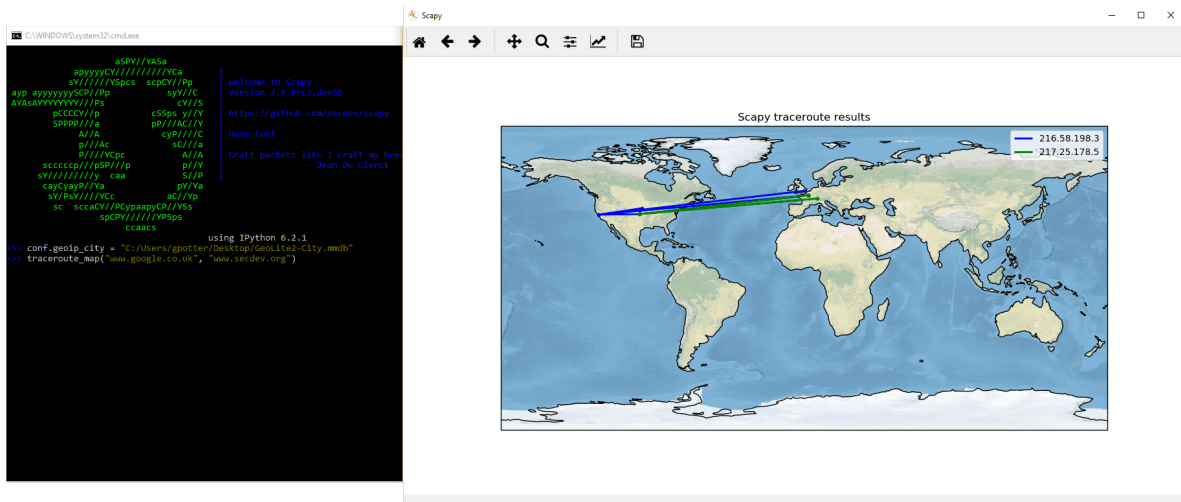 C:\WINDOWS\system32\cmd.exe
aSPY//YASa
apyyyyCY//////////YCa |
sY//////YSpcs scpCY//Pp | Welcome to Scapy
ayp ayyyyyyySCP//Pp syY//C | Version 2.4.0rc3.dev56
AYAsAYYYYYYYY///Ps cY//S |
pCCCCY//p cSSps y//Y | https://github.com/secdev/scapy
SPPPP///a pP///AC//Y |
A//A cyP////C | Have fun!
p///Ac sC///a |
P////YCpc A//A | Craft packets like I craft my beer
scccccp///pSP///p p//Y | -- Jean De Clerck
sY/////////y caa S//P |
cayCyayP//Ya pY/Ya
sY/PsY////YCc aC//Yp
sc sccaCY//PCypaapyCP//YSs
spCPY//////YPSps
ccaacs
using IPython 6.2.1
>>> conf.geoip_city = "C:/Users/gpotter/Desktop/GeoLite2-City.mmdb"
>>> traceroute_map("www.google.co.uk", "www.secdev.org")
Scapy
Scapy traceroute results
216.58.198.3
217.25.178.5